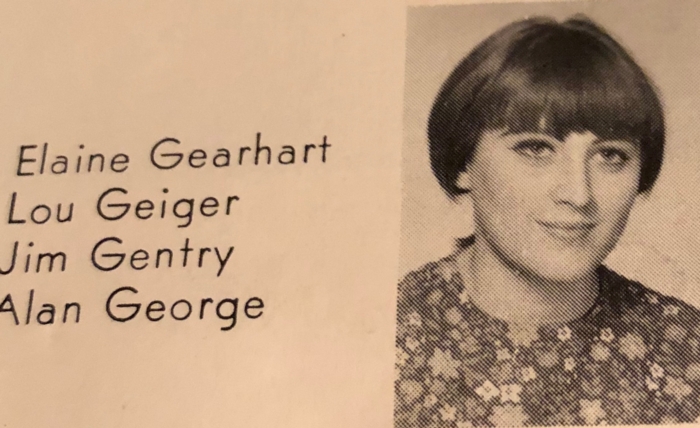 Elaine Gearhart
Lou Geiger
Jim Gentry
Alan George